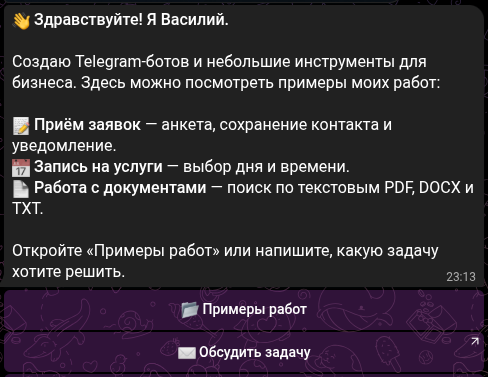 👋 Здравствуйте! Я Василий.
Создаю Telegram-ботов и небольшие инструменты для
бизнеса. Здесь можно посмотреть примеры моих работ:
📝 Приём заявок — анкета, сохранение контакта и
уведомление.
📅 Запись на услуги — выбор дня и времени.
📄 Работа с документами — поиск по текстовым PDF, DOCX и
TXT.
Откройте «Примеры работ» или напишите, какую задачу
хотите решить.
23:13
📂 Примеры работ
✉️ Обсудить задачу